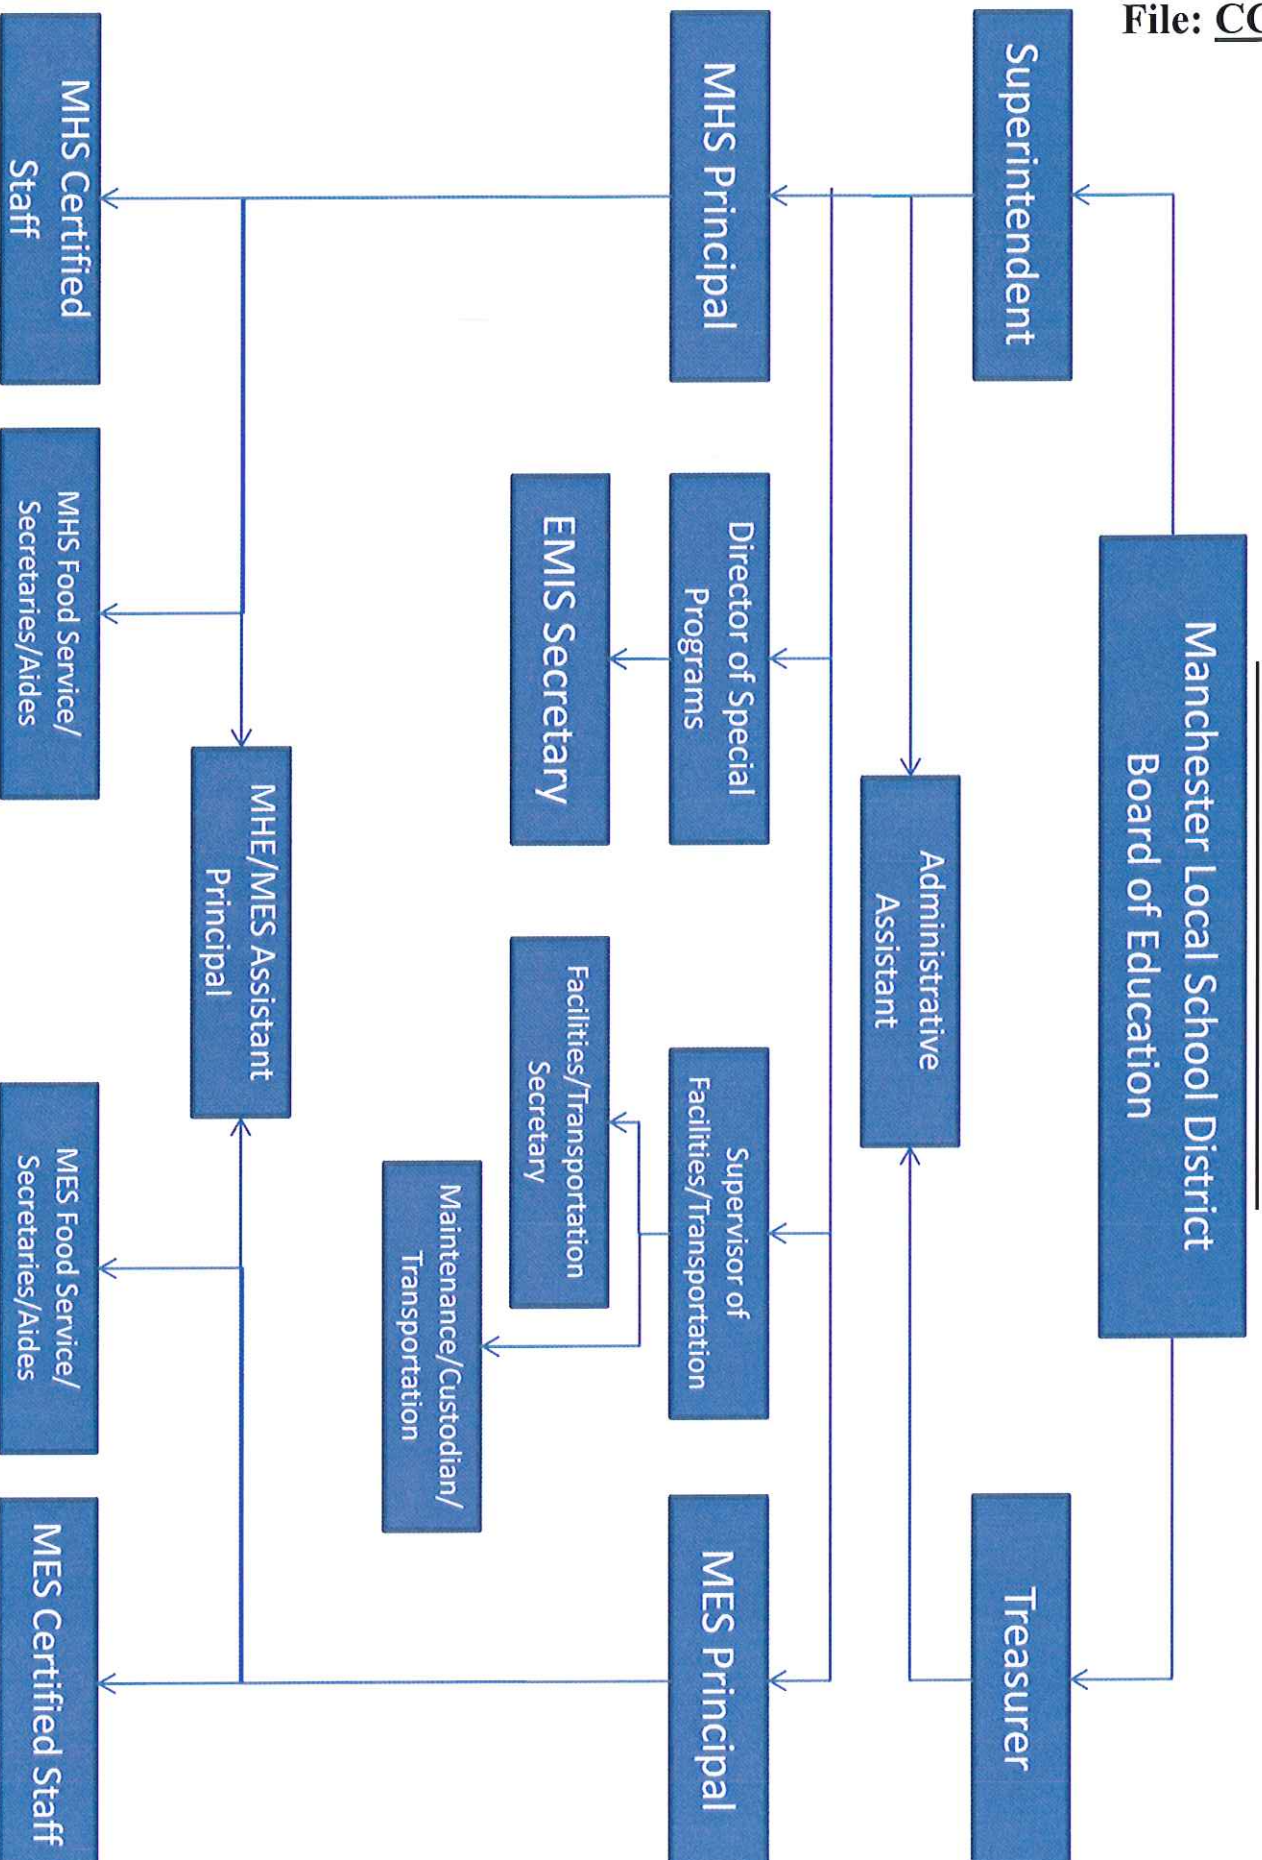 File: CC
Manchester Local School District
Board of Education
Superintendent
Treasurer
Administrative
Assistant
MHS Principal
Director of Special
Programs
Supervisor of
Facilities/Transportation
MES Principal
EMIS Secretary
Facilities/Transportation
Secretary
Maintenance/Custodian/
Transportation
MHE/MES Assistant
Principal
MHS Certified
Staff
MHS Food Service/
Secretaries/Aides
MES Food Service/
Secretaries/Aides
MES Certified Staff